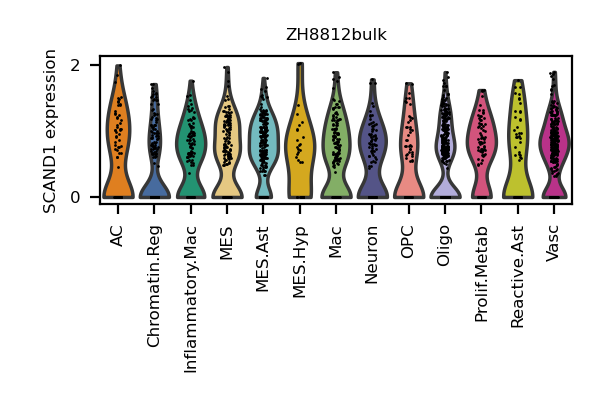 ZH8812bulk
SCAND1 expression
2
0
AC
Chromatin.Reg
Inflammatory.Mac
MES
MES.Ast
MES.Hyp
Mac
Neuron
OPC
Oligo
Prolif.Metab
Reactive.Ast
Vasc